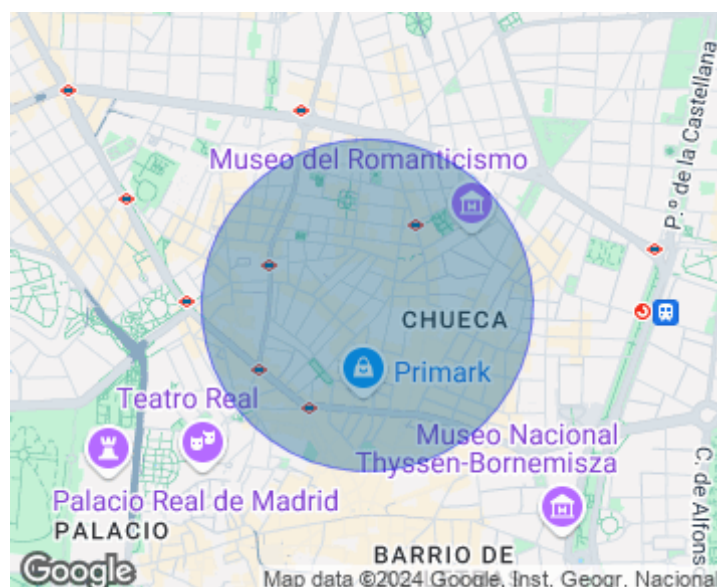 Museo del Romanticismo
P.º de la Castellana
CHUECA
Primark
Teatro Real
Museo Nacional
Thyssen-Bornemisza
Palacio Real de Madrid
PALACIO
C. de Alfons
BARRIO DE
Google
Map data ©2024 Google, Inst. Geogr. Nacional